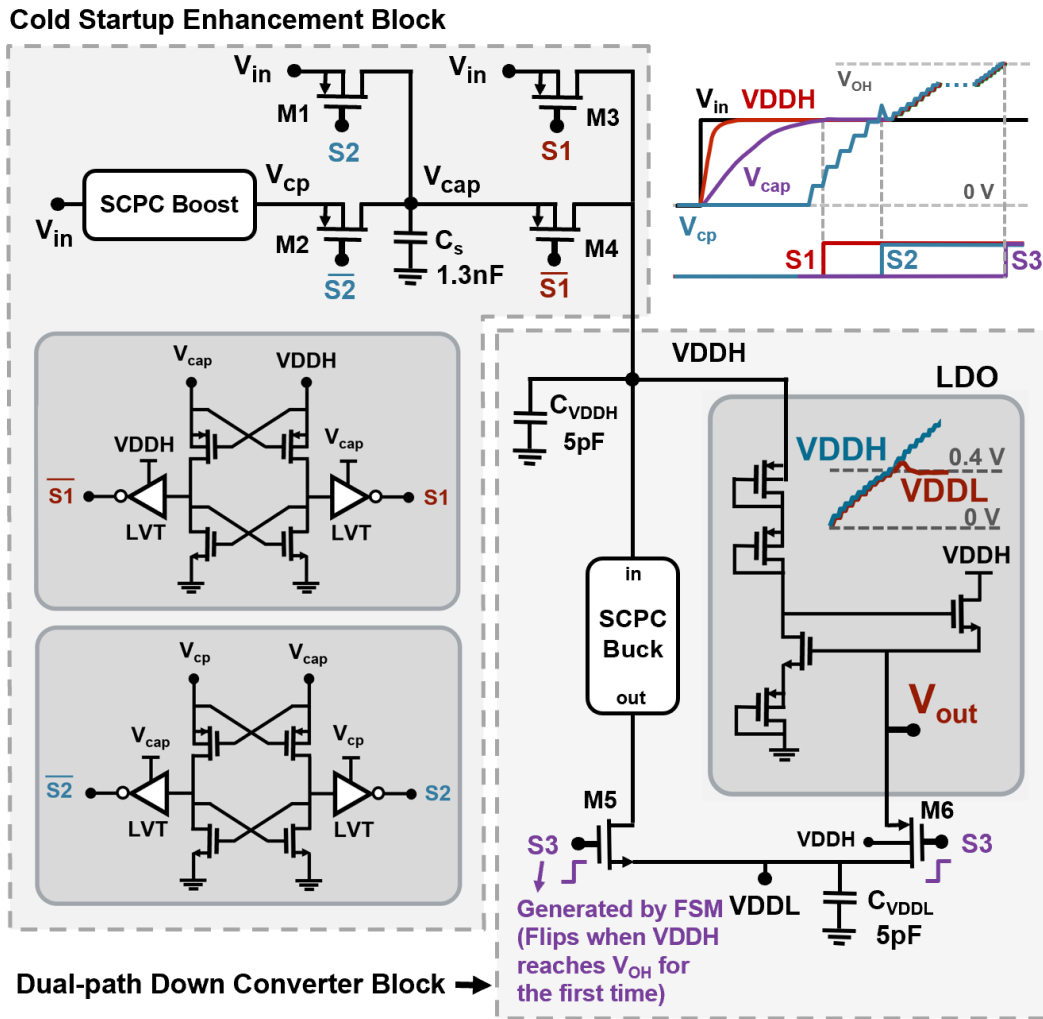 Cold Startup Enhancement Block
Vin
M1
S2
Vin
M3
S1
Vin
SCPC Boost
Vcp
M2
S2
Vcap
Cs
1.3nF
M4
S1
VOH
Vin
VDDH
Vcap
0 V
Vcp
S1
S2
S3
Vcap
VDDH
VDDH
Vcap
S1
S1
LVT
LVT
Vcp
Vcap
Vcap
Vcp
S2
S2
LVT
LVT
VDDH
CVDDH
5pF
LDO
VDDH
0.4 V
VDDL
0 V
VDDH
in
SCPC
Buck
out
Vout
M5
M6
S3
VDDH
S3
VDDL
CVDDL
5pF
Generated by FSM
(Flips when VDDH
reaches VOH for
the first time)
Dual-path Down Converter Block